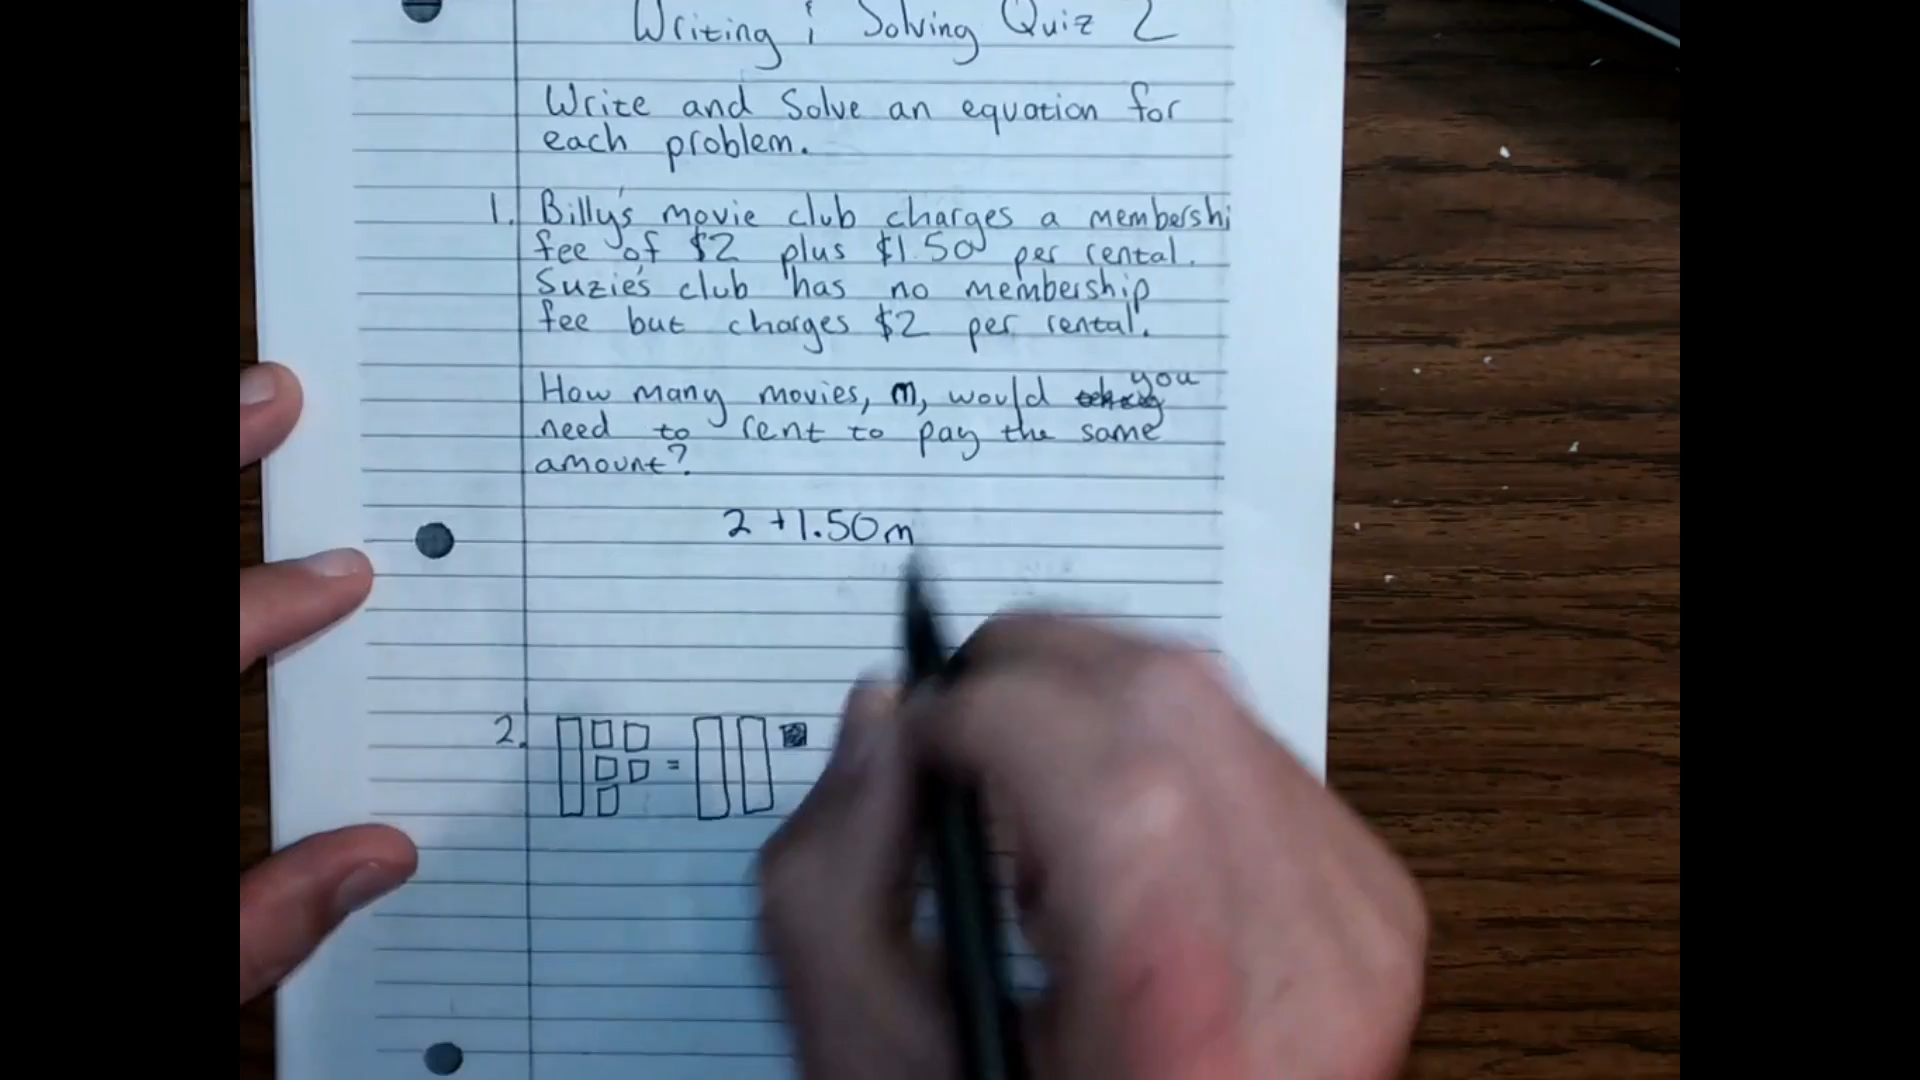 Writing ; Solving Quiz 2
Write and Solve an equation for
each problem.
1. Billy's movie club charges a membershi
fee of $2 plus $1.50 per rental.
Suzie's club has no membership
fee but charges $2 per rental.
How many movies, m, would you
need to rent to pay the same
amount?
2 + 1.50m
2. =